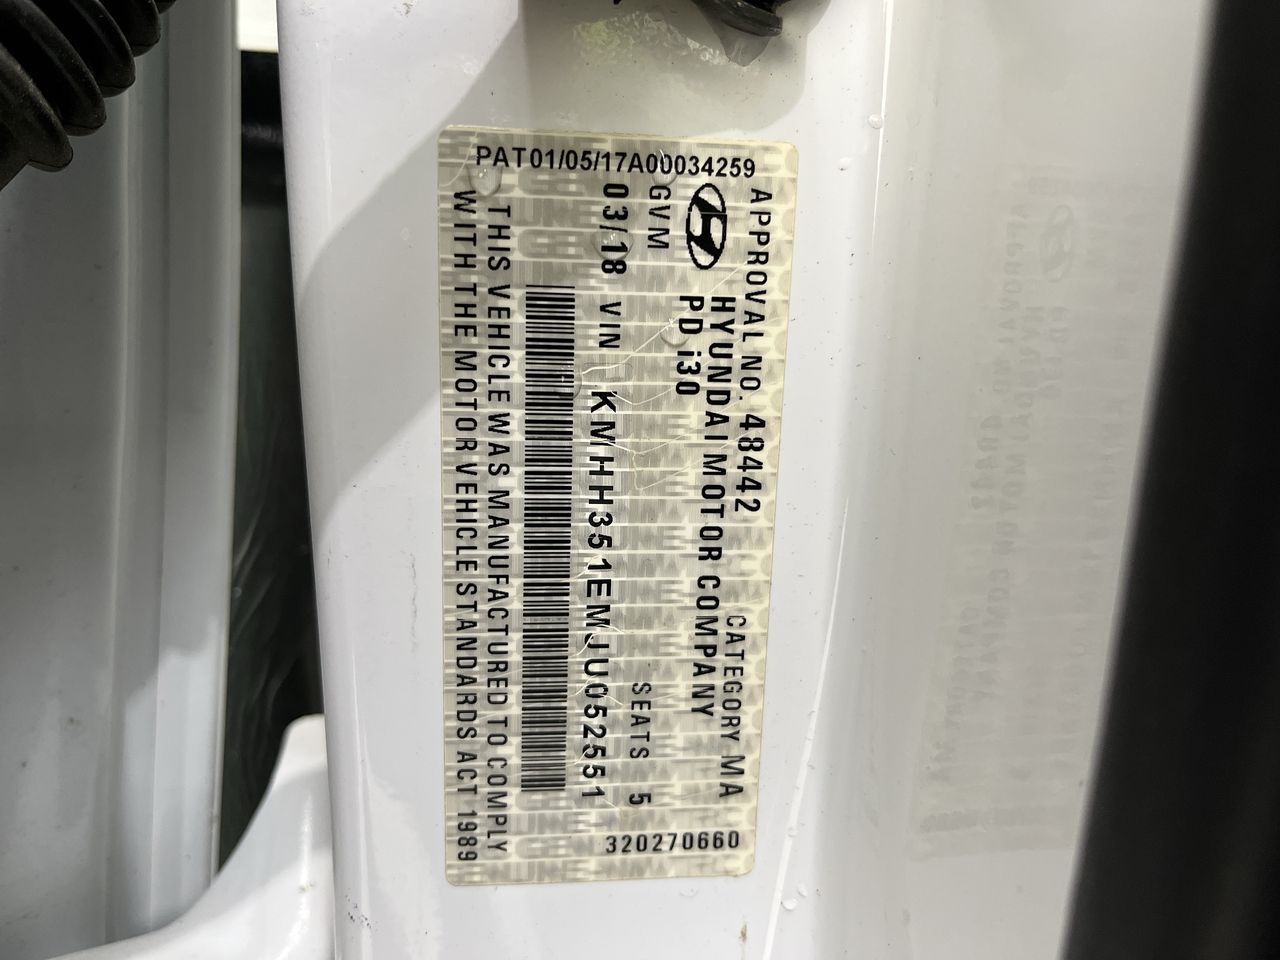 PAT01/05/17A00034259
APPROVAL NO. 48442 CATEGORY MA
HYUNDAI MOTOR COMPANY
PD i30
GVM SEATS 5
03/18 VIN KMHH351EMJU052551
THIS VEHICLE WAS MANUFACTURED TO COMPLY
WITH THE MOTOR VEHICLE STANDARDS ACT 1989
320270660